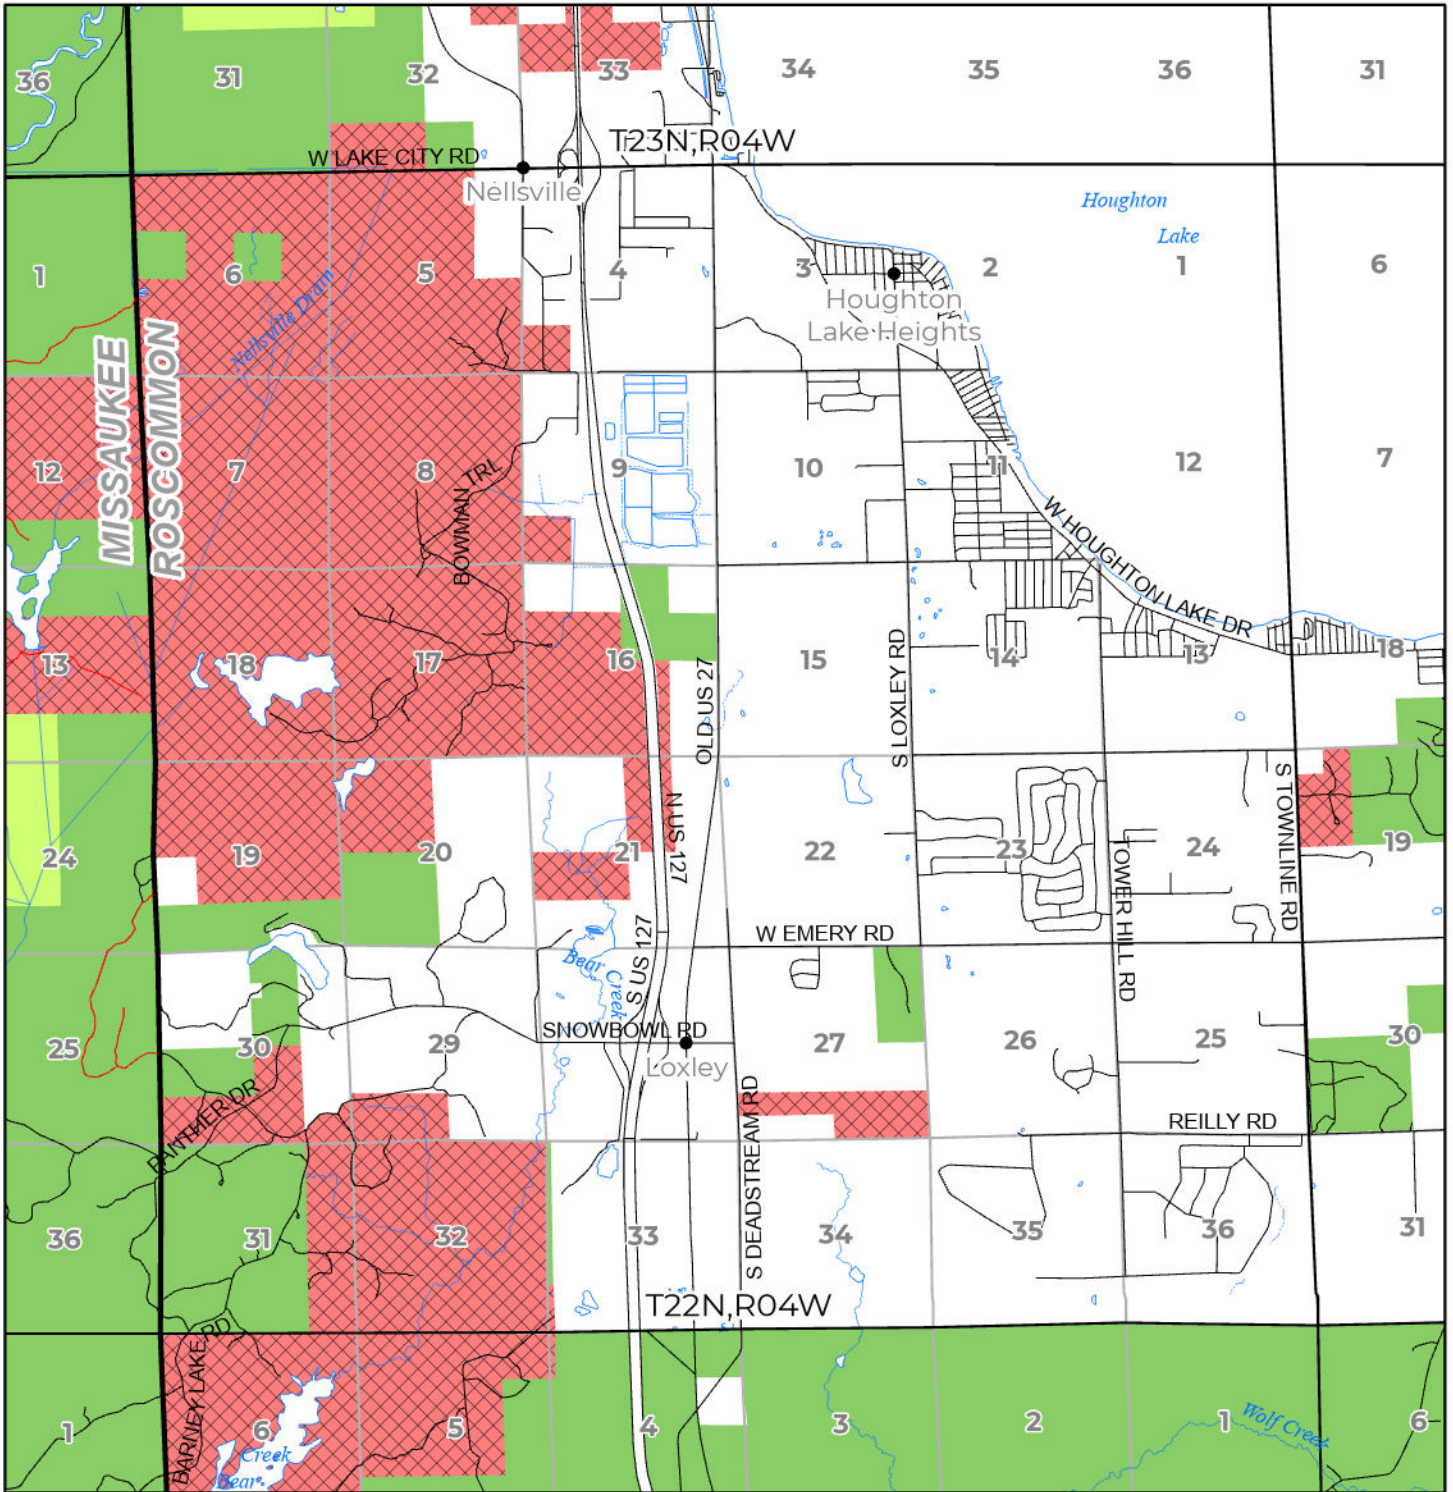 36
31
32
33
34
35
36
31
T23N,R04W
W LAKE CITY RD
Nellsville
Houghton
Lake
1
6
5
4
3
2
1
6
Nellsville Drain
Houghton
Lake Heights
MISSAUKEE
ROSCOMMON
12
7
8
9
10
11
12
7
BOWMAN TRL
W HOUGHTON LAKE DR
13
18
17
16
15
14
13
18
OLD US 27
S LOXLEY RD
24
19
20
21
22
23
24
19
N US 127
TOWER HILL RD
S TOWNLINE RD
W EMERY RD
Bear Creek
S US 127
SNOWBOWL RD
Loxley
25
30
29
27
26
25
30
PANTHER DR
S DEADSTREAM RD
REILLY RD
36
31
32
33
34
35
36
31
T22N,R04W
BARNEY LAKE RD
1
6
5
4
3
2
1
6
Wolf Creek
Creek
Bear